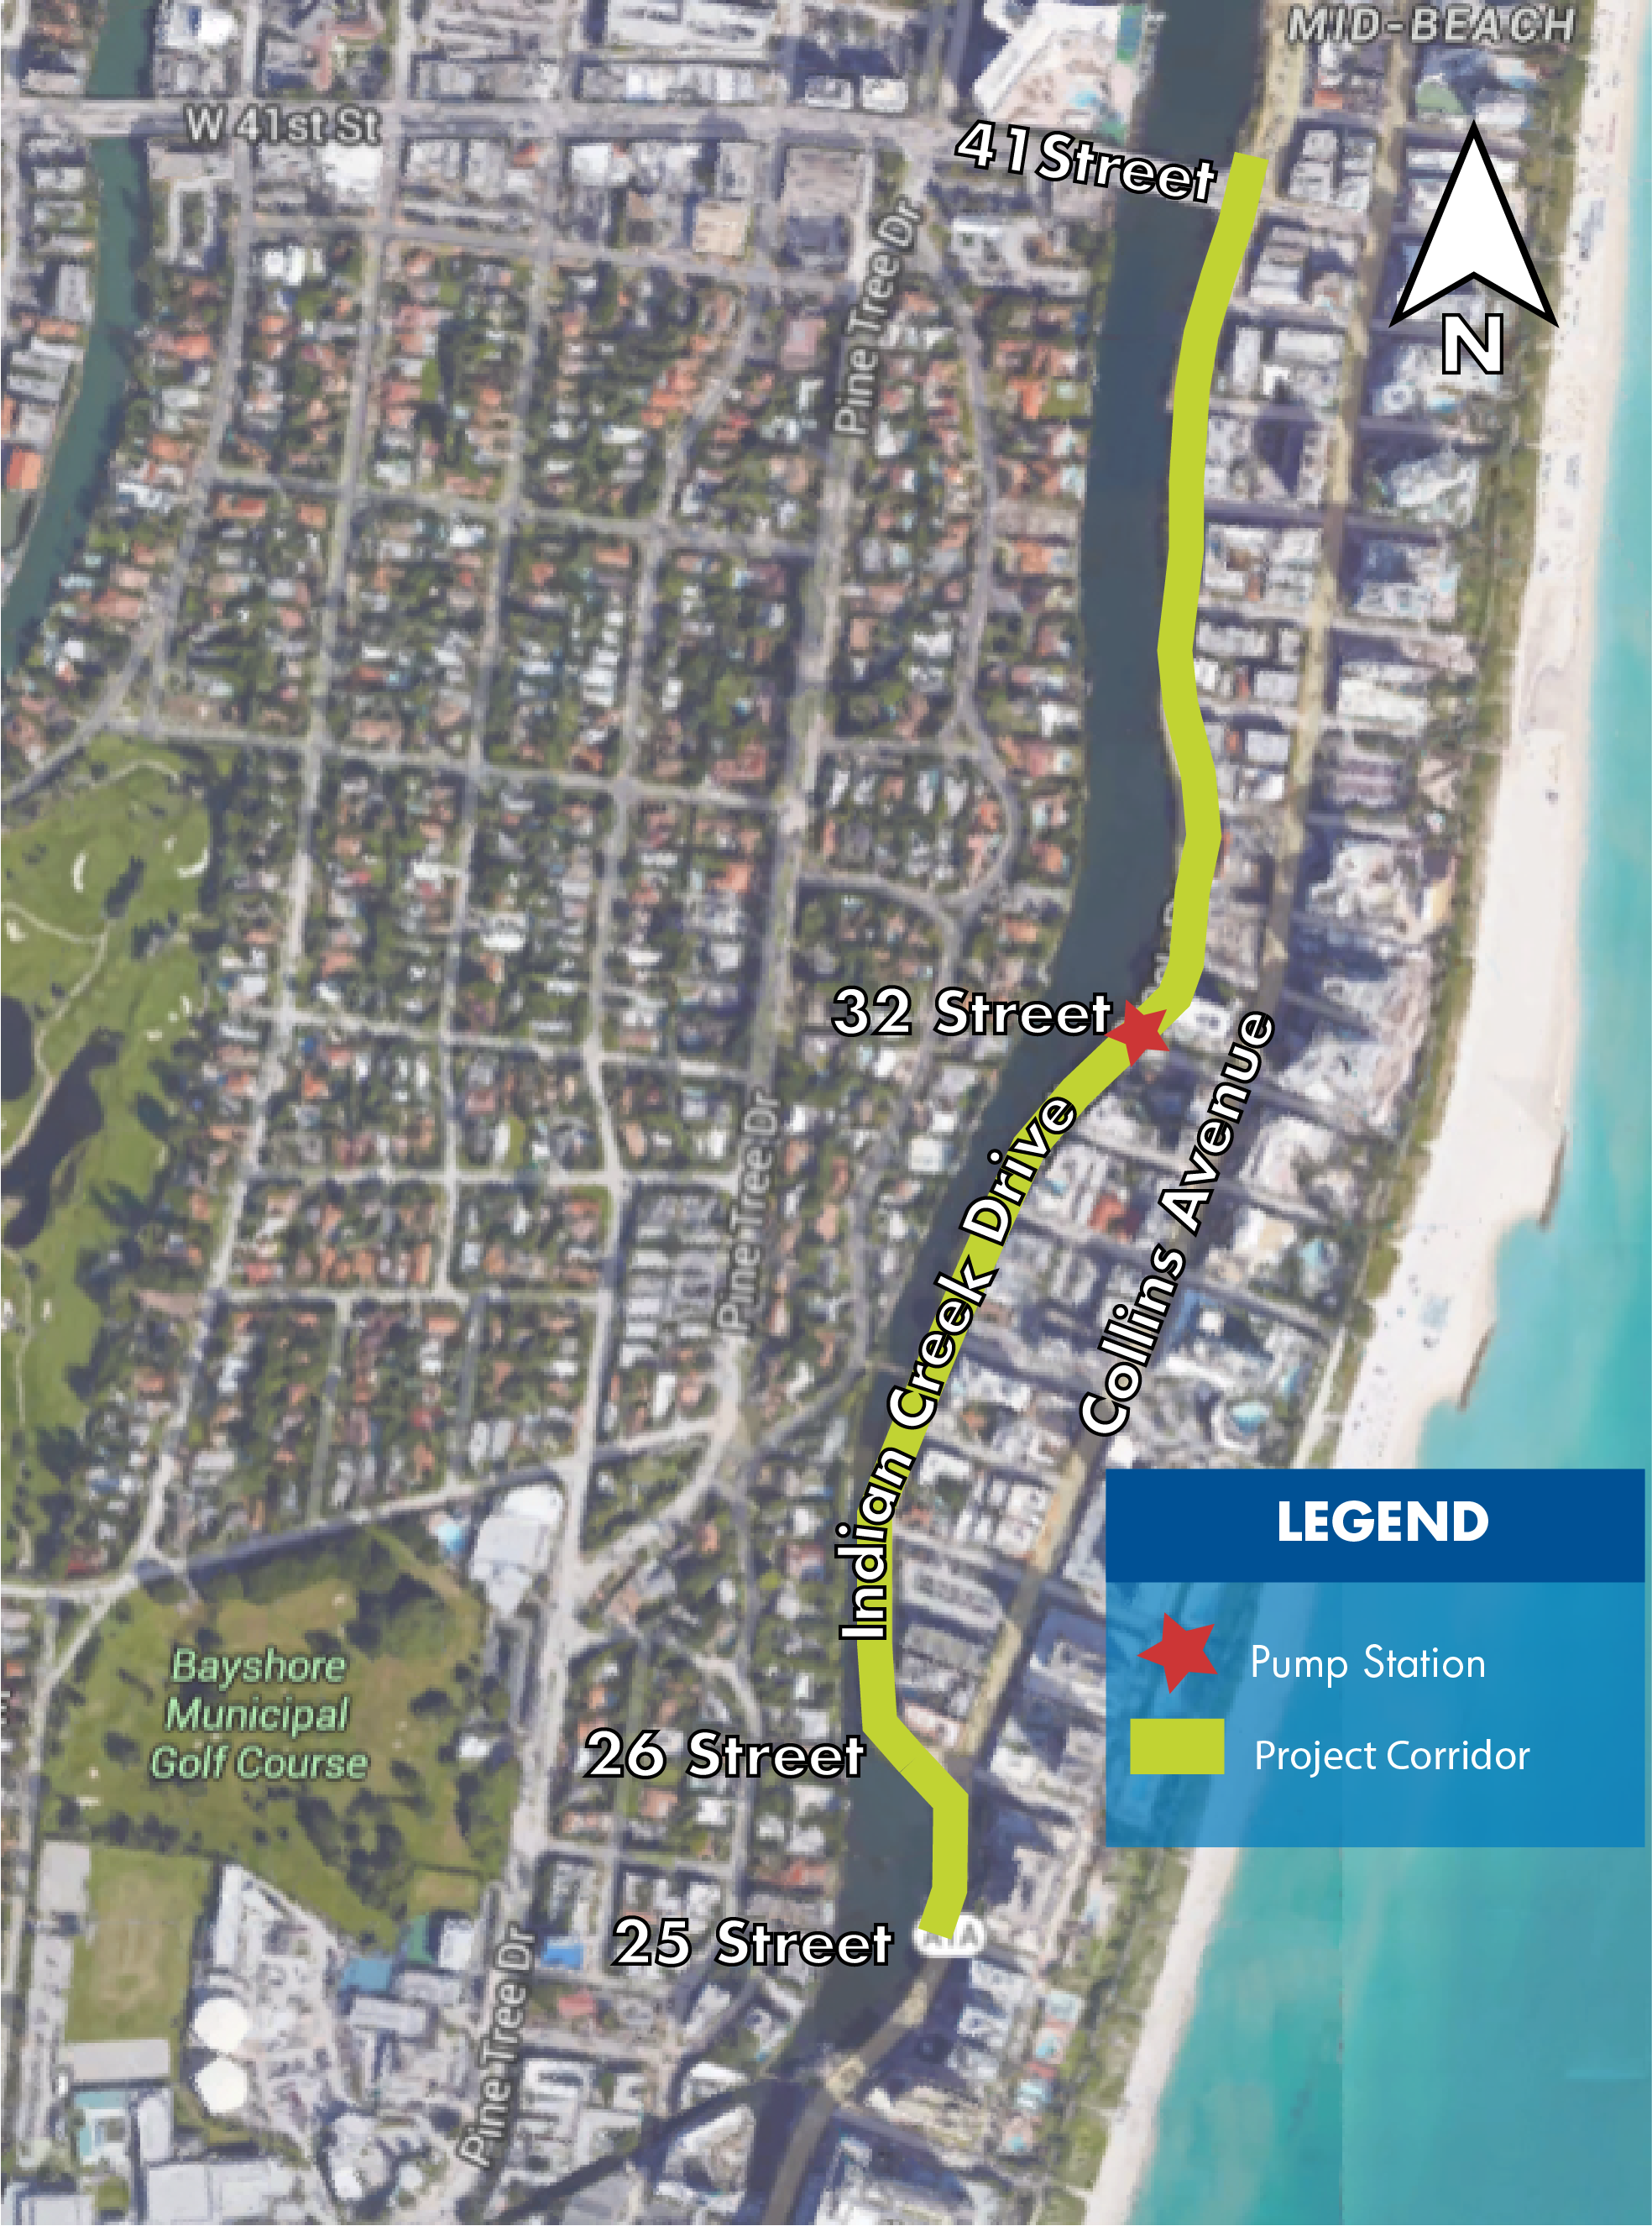 MID-BEACH
W 41st St
41 Street
N
Pine Tree Dr
32 Street
Collins Avenue
Indian Creek Drive
Pine Tree Dr
LEGEND
Pump Station
Project Corridor
Bayshore
Municipal
Golf Course
26 Street
25 Street
Pine Tree Dr